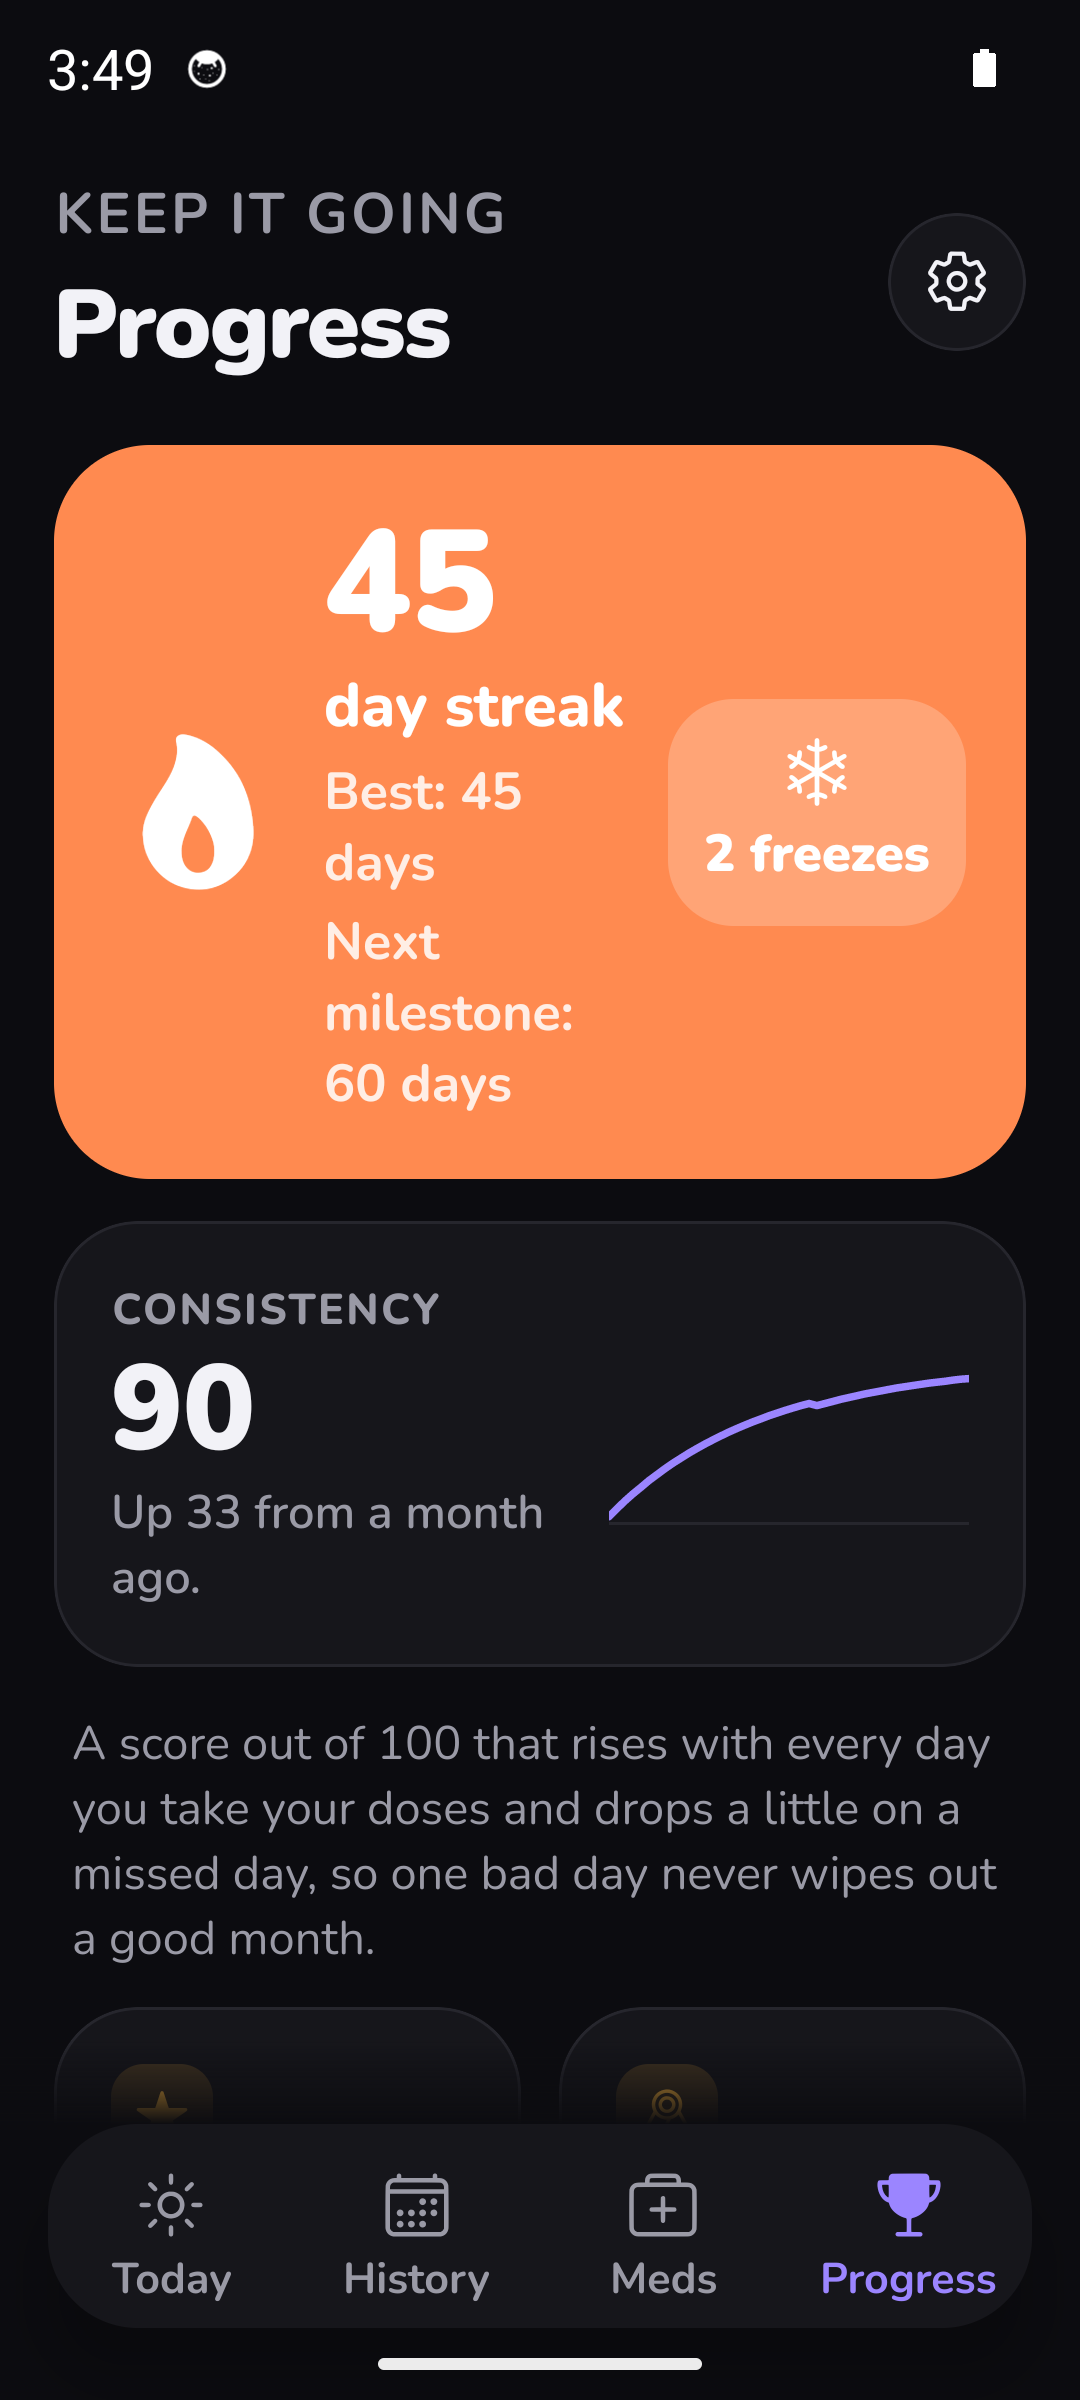 3:49
KEEP IT GOING
Progress
45
day streak
Best: 45
days
Next
milestone:
60 days
2 freezes
CONSISTENCY
90
Up 33 from a month
ago.
A score out of 100 that rises with every day
you take your doses and drops a little on a
missed day, so one bad day never wipes out
a good month.
Today
History
Meds
Progress